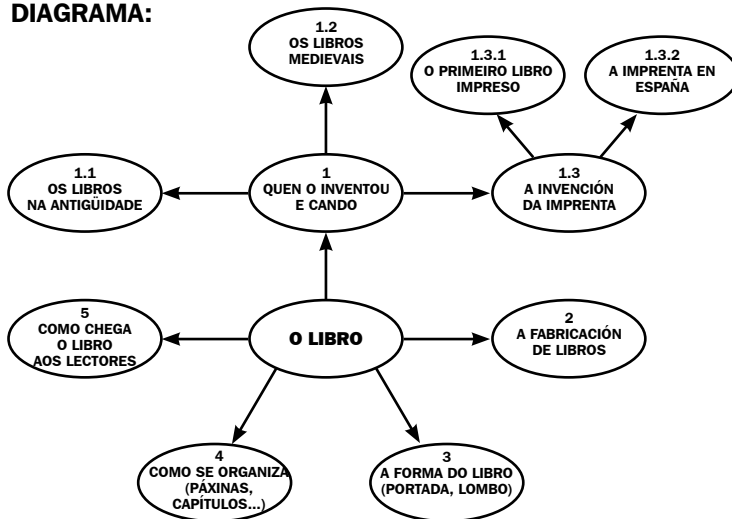 DIAGRAMA:
1.2
OS LIBROS
MEDIEVAIS
1.3.1
O PRIMEIRO LIBRO
IMPRESO
1.3.2
A IMPRENTA EN
ESPAÑA
1.1
OS LIBROS
NA ANTIGÜIDADE
1
QUEN O INVENTOU
E CANDO
1.3
A INVENCIÓN
DA IMPRENTA
5
COMO CHEGA
O LIBRO
AOS LECTORES
O LIBRO
2
A FABRICACIÓN
DE LIBROS
4
COMO SE ORGANIZA
(PÁXINAS,
CAPÍTULOS...)
3
A FORMA DO LIBRO
(PORTADA, LOMBO)